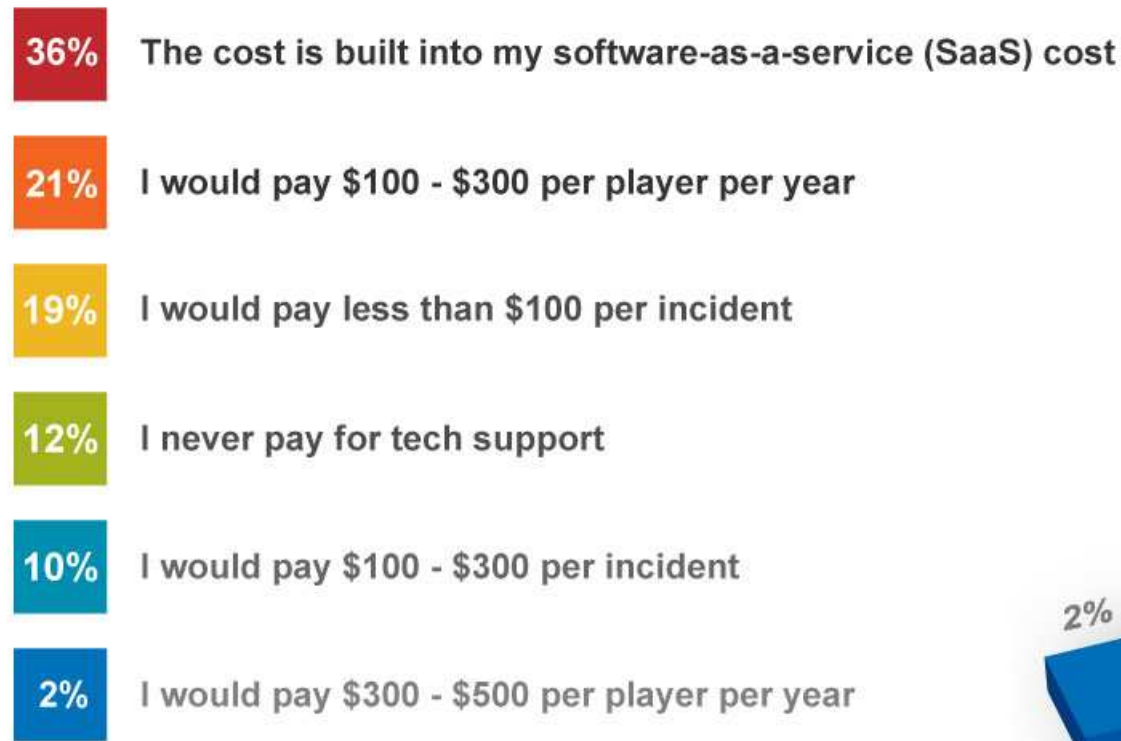 36% The cost is built into my software-as-a-service (SaaS) cost
21% I would pay $100 - $300 per player per year
19% I would pay less than $100 per incident
12% I never pay for tech support
10% I would pay $100 - $300 per incident
2%
2% I would pay $300 - $500 per player per year